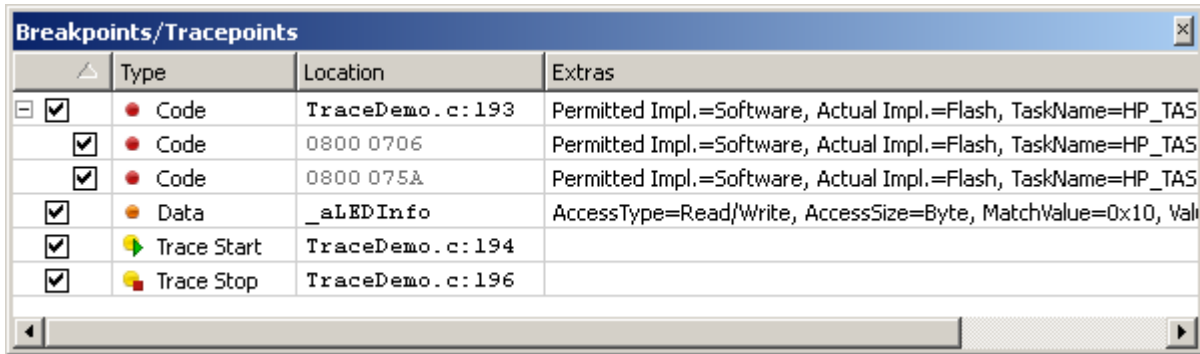 Breakpoints/Tracepoints
Type Location Extras
Code TraceDemo.c:193 Permitted Impl.=Software, Actual Impl.=Flash, TaskName=HP_TAS
Code 0800 0706 Permitted Impl.=Software, Actual Impl.=Flash, TaskName=HP_TAS
Code 0800 075A Permitted Impl.=Software, Actual Impl.=Flash, TaskName=HP_TAS
Data _aLEDInfo AccessType=Read/Write, AccessSize=Byte, MatchValue=0x10, Val
Trace Start TraceDemo.c:194
Trace Stop TraceDemo.c:196